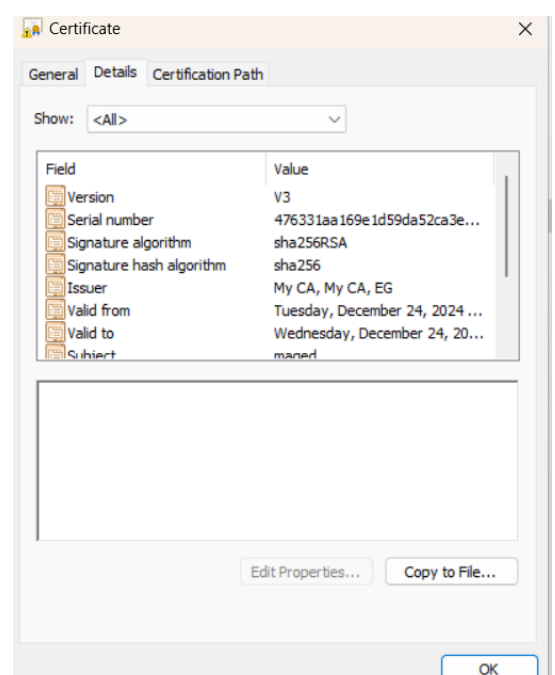 Certificate
General Details Certification Path
Show: <All>
Field Value
Version V3
Serial number 476331aa169e1d59da52ca3e...
Signature algorithm sha256RSA
Signature hash algorithm sha256
Issuer My CA, My CA, EG
Valid from Tuesday, December 24, 2024 ...
Valid to Wednesday, December 24, 20...
Subject maged
Edit Properties... Copy to File...
OK